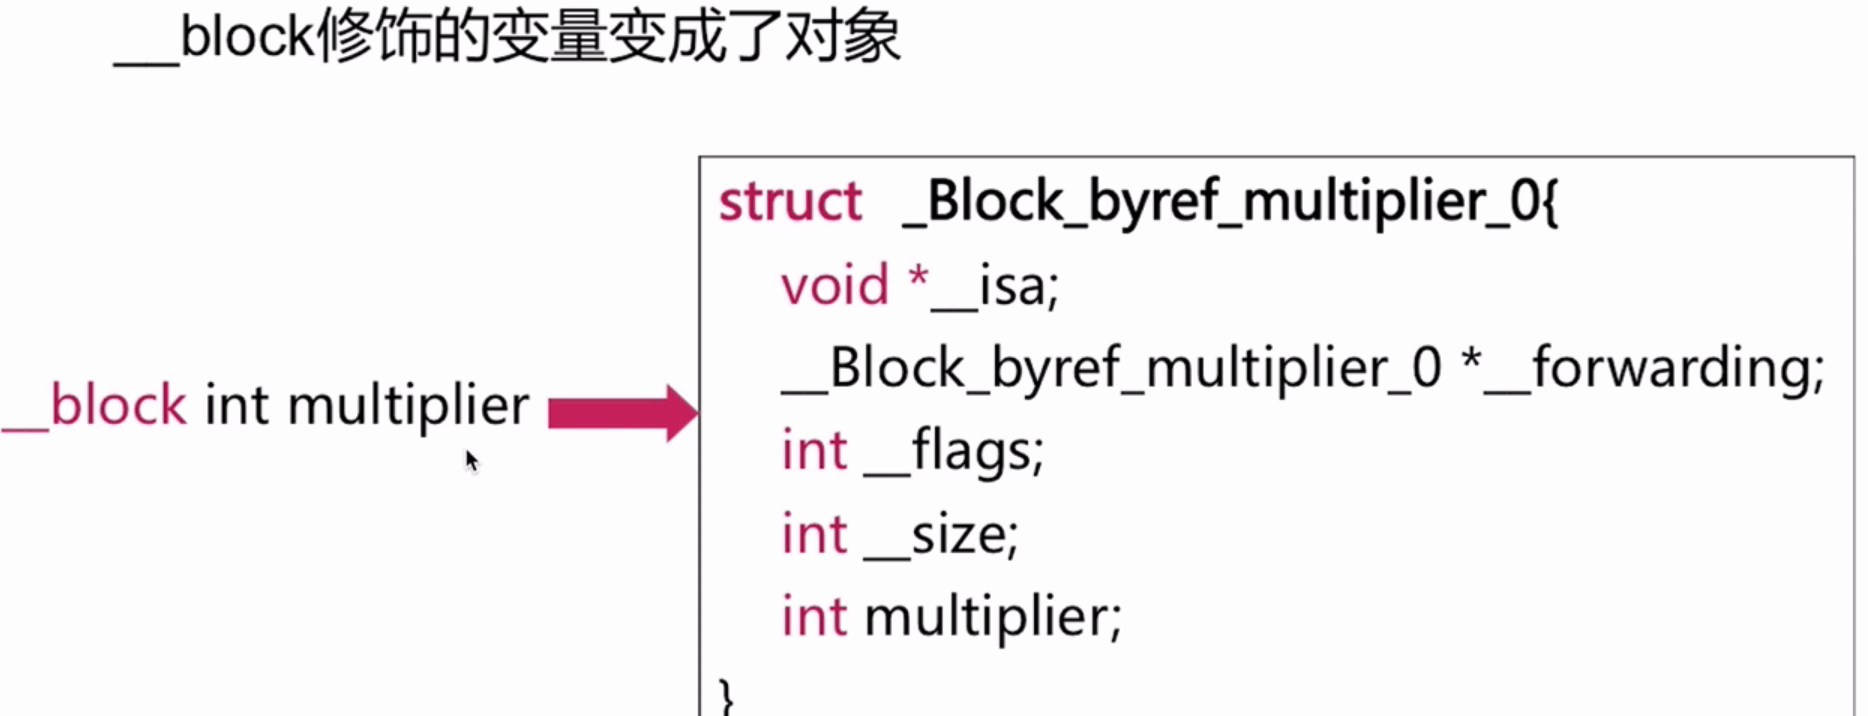 __block修饰的变量变成了对象
__block int multiplier
struct _Block_byref_multiplier_0{
void *__isa;
__Block_byref_multiplier_0 *__forwarding;
int __flags;
int __size;
int multiplier;
}